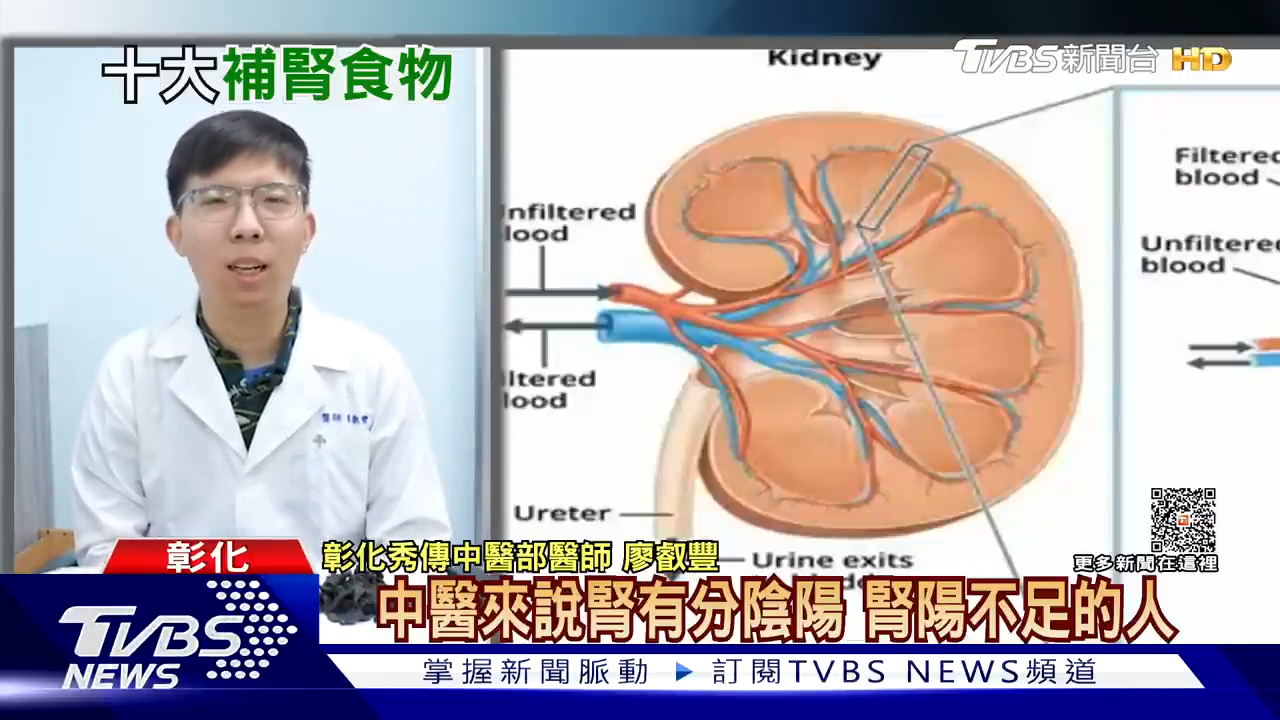 十大補腎食物
TVBS新聞台 HD
Kidney
Filtered
blood
Unfiltered
blood
nfiltered
lood
ltered
lood
Ureter
Urine exits
更多新聞在這裡
彰化
彰化秀傳中醫部醫師 廖叡豐
中醫來說腎有分陰陽 腎陽不足的人
TVBS
NEWS
掌握新聞脈動 ▶ 訂閱TVBS NEWS頻道